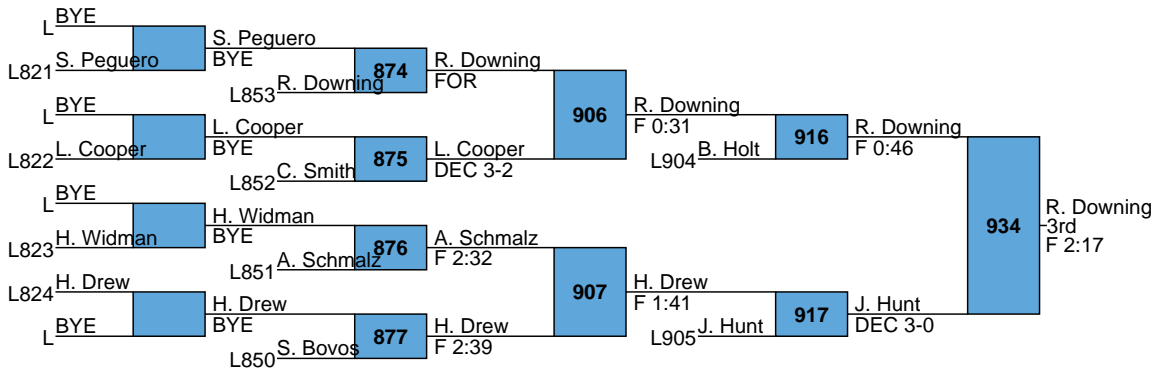 BYE
L
S. Peguero
L821
S. Peguero
BYE
874
R. Downing
L853
R. Downing
FOR
BYE
L
L. Cooper
L822
L. Cooper
BYE
875
C. Smith
L852
L. Cooper
DEC 3-2
906
R. Downing
F 0:31
B. Holt
L904
916
R. Downing
F 0:46
BYE
L
H. Widman
L823
H. Widman
BYE
876
A. Schmalz
L851
A. Schmalz
F 2:32
H. Drew
L824
BYE
L
H. Drew
BYE
877
S. Bovos
L850
H. Drew
F 2:39
907
H. Drew
F 1:41
J. Hunt
L905
917
J. Hunt
DEC 3-0
934
R. Downing
3rd
F 2:17